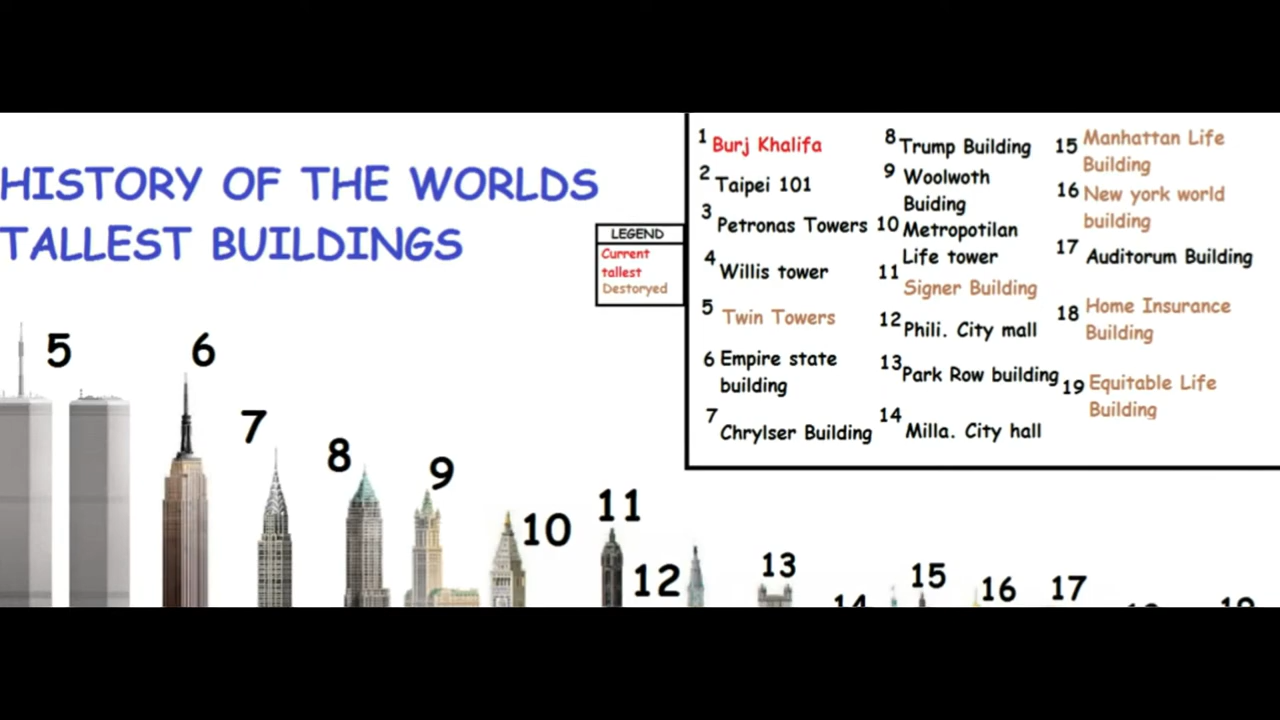 HISTORY OF THE WORLDS
TALLEST BUILDINGS
LEGEND
Current
tallest
Destoryed
1 Burj Khalifa
2 Taipei 101
3 Petronas Towers
4 Willis tower
5 Twin Towers
6 Empire state
building
7 Chrylser Building
8 Trump Building
9 Woolwoth
Buiding
10 Metropotilan
Life tower
11 Signer Building
12 Phili. City mall
13 Park Row building
14 Milla. City hall
15 Manhattan Life
Building
16 New york world
building
17 Auditorum Building
18 Home Insurance
Building
19 Equitable Life
Building
5
6
7
8
9
10
11
12
13
14
15
16
17